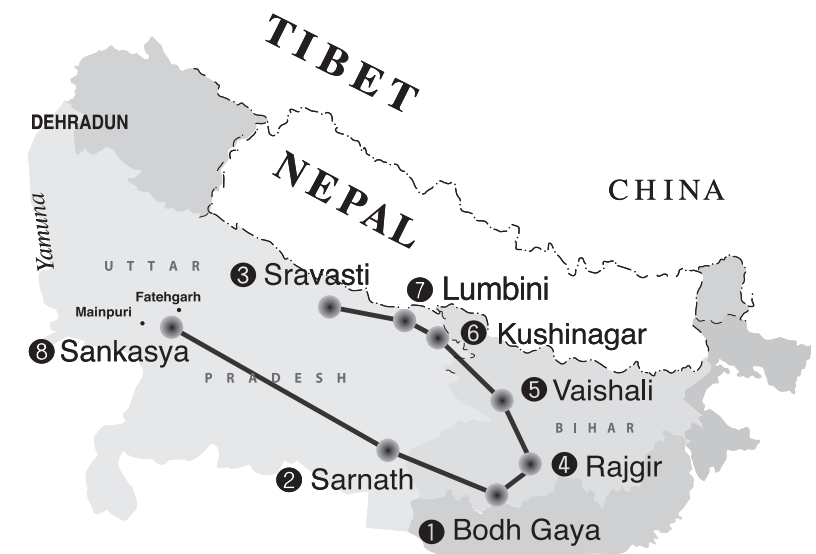 TIBET
DEHRADUN
NEPAL
CHINA
Yamuna
UTTAR
❸ Sravasti
❼ Lumbini
Fatehgarh
Mainpuri
❻ Kushinagar
❽ Sankasya
PRADESH
❺ Vaishali
BIHAR
❹ Rajgir
❷ Sarnath
❶ Bodh Gaya